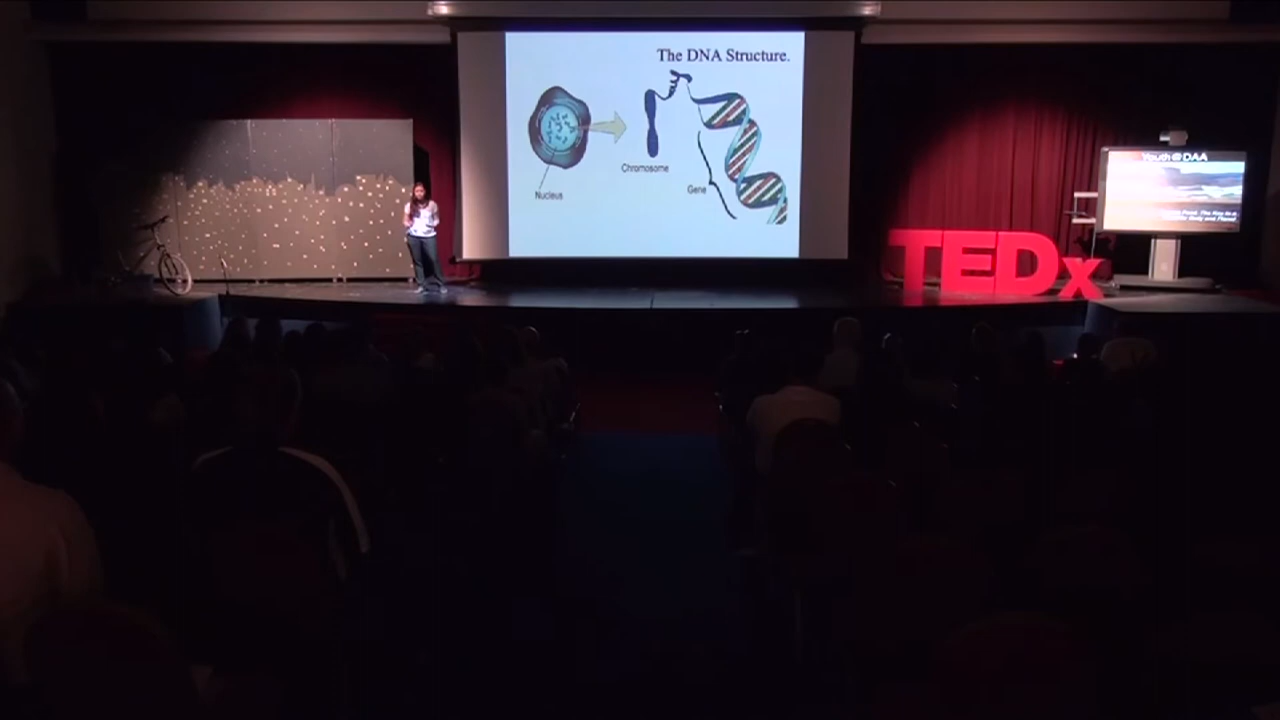 The DNA Structure.
Nucleus
Chromosome
Gene
TEDx
Youth@DAA